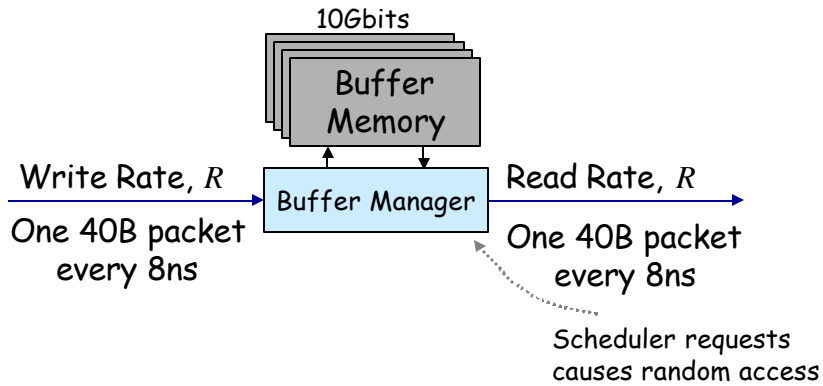 10Gbits
Buffer
Memory
Write Rate, R
Buffer Manager
Read Rate, R
One 40B packet
every 8ns
One 40B packet
every 8ns
Scheduler requests
causes random access